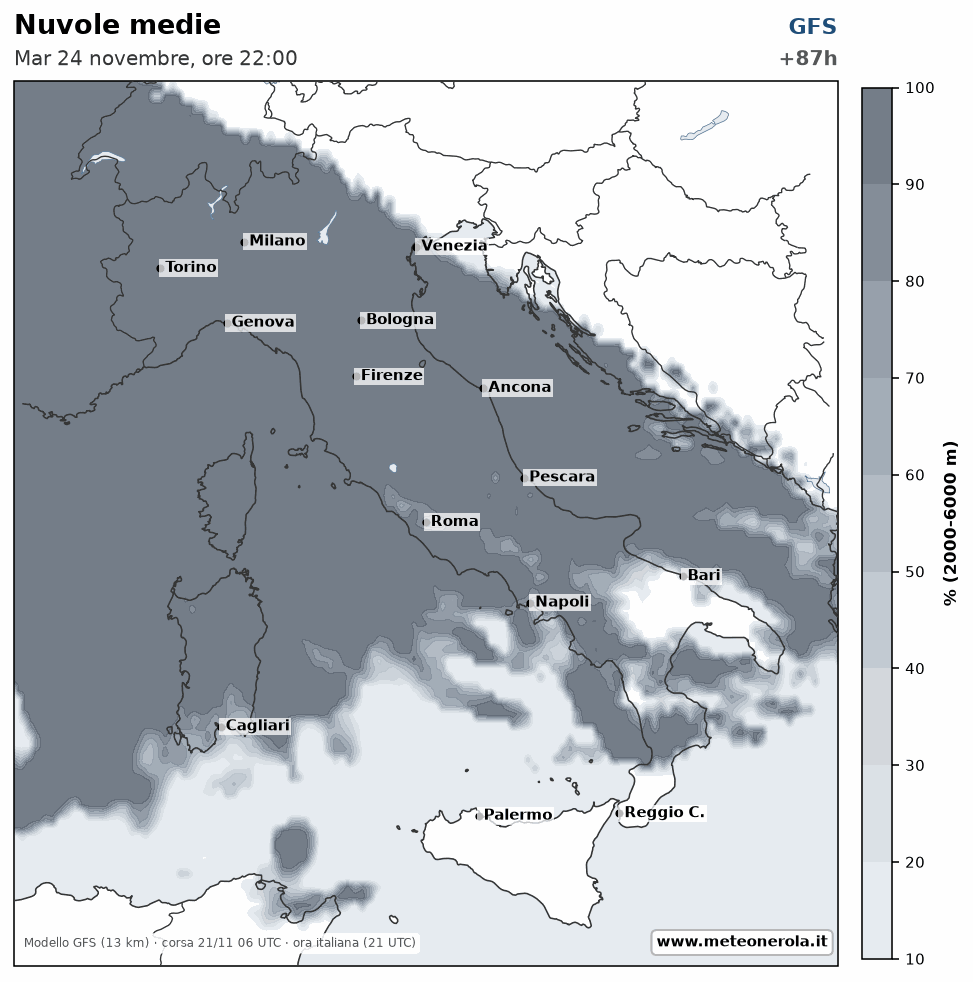 Nuvole medie
GFS
Mar 24 novembre, ore 22:00
+87h
Milano
Venezia
Torino
Genova
Bologna
Firenze
Ancona
Pescara
Roma
Bari
Napoli
Cagliari
Palermo
Reggio C.
100
90
80
70
60
50
40
30
20
10
% (2000-6000 m)
Modello GFS (13 km) · corsa 21/11 06 UTC · ora italiana (21 UTC)
www.meteonerola.it